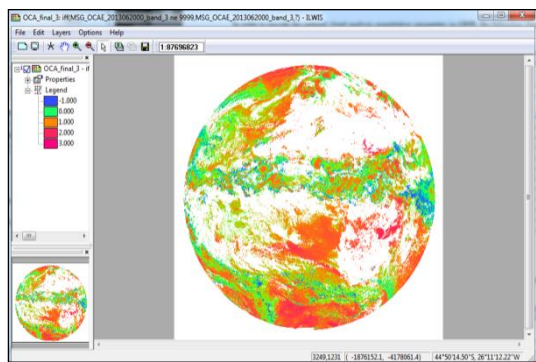 OCA_final_3: iff(MSG_OCAE_2013062000_band_3 ne 9999,MSG_OCAE_2013062000_band_3,?) - ILWIS
File Edit Layers Options Help
1:87696823
OCA_final_3 - if
Properties
Legend
-1.000
0.000
1.000
2.000
3.000
3249,1231 ( -1876152.1, -4178061.4) 44°50'14.50"S, 26°11'12.22"W